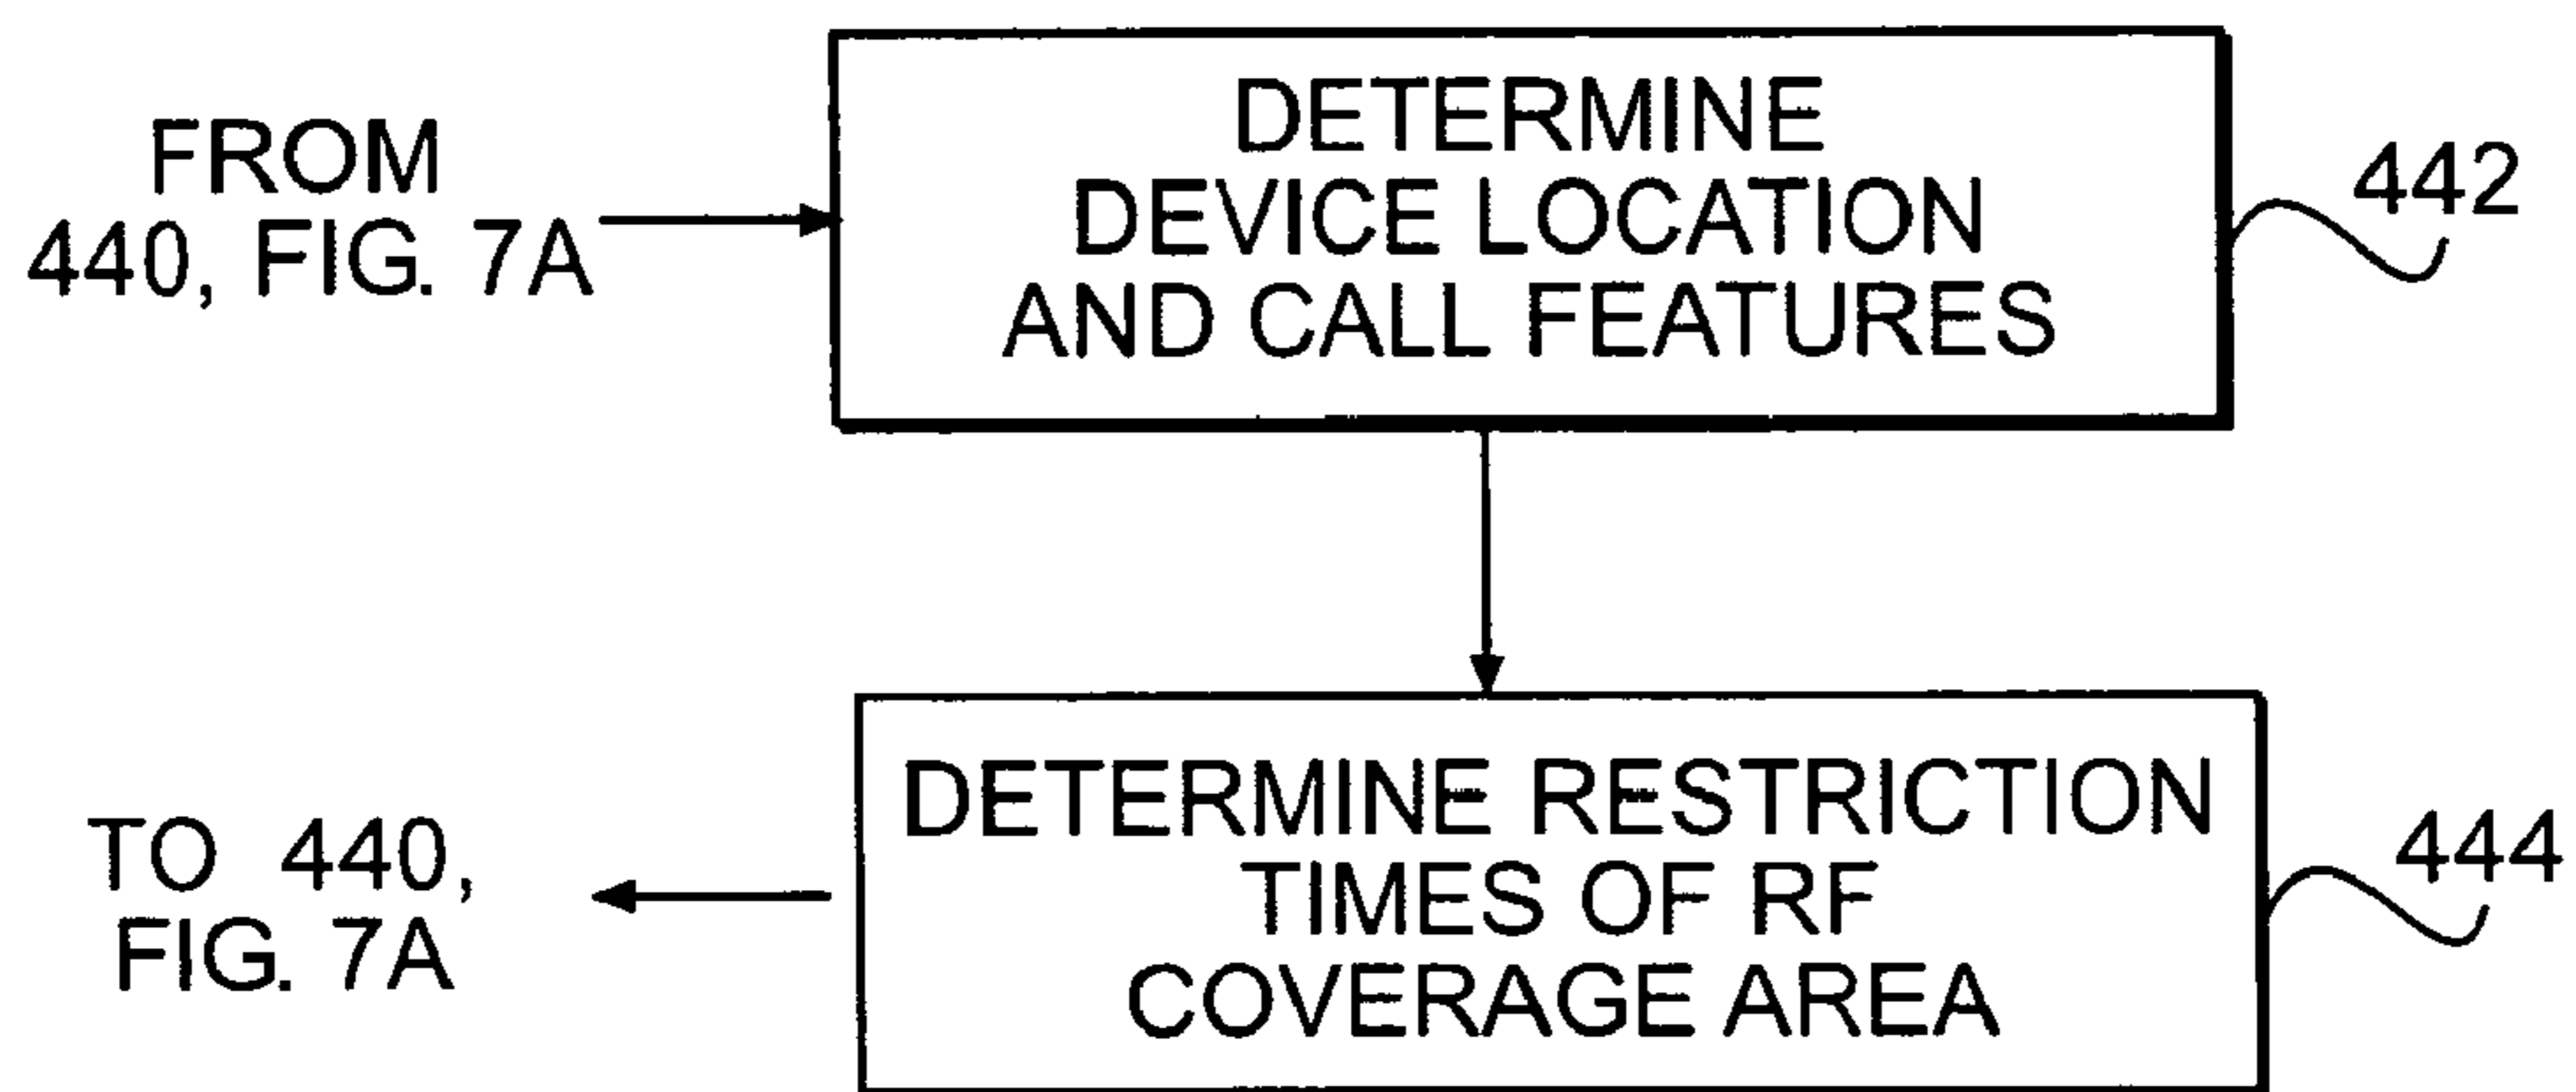 FROM
440, FIG. 7A
DETERMINE
DEVICE LOCATION
AND CALL FEATURES
442
DETERMINE RESTRICTION
TIMES OF RF
COVERAGE AREA
444
TO 440,
FIG. 7A